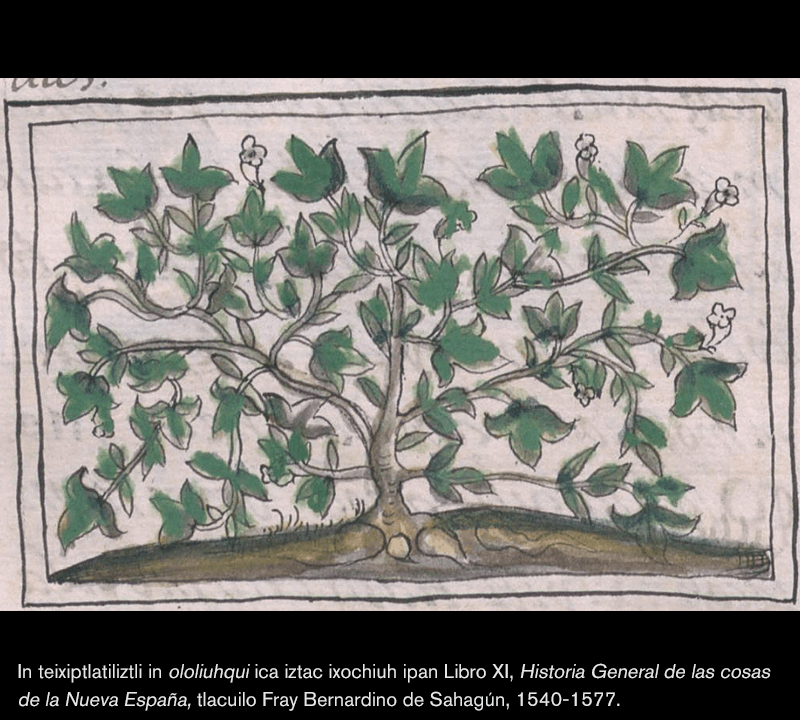 In teixiptlatiliztli in ololiuhqui ica iztac ixochiuh ipan Libro XI, Historia General de las cosas
de la Nueva España, tlacuilo Fray Bernardino de Sahagún, 1540-1577.